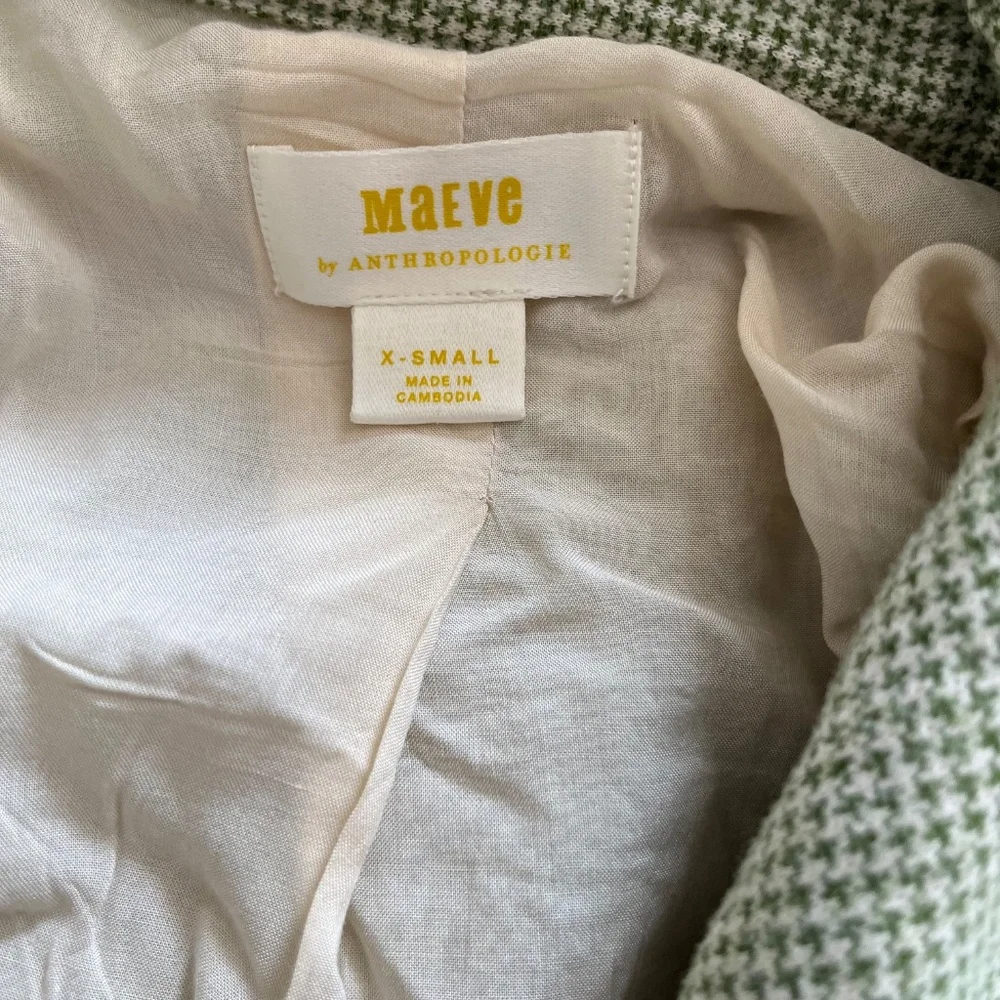 MaEve
by ANTHROPOLOGIE
X-SMALL
MADE IN
CAMBODIA